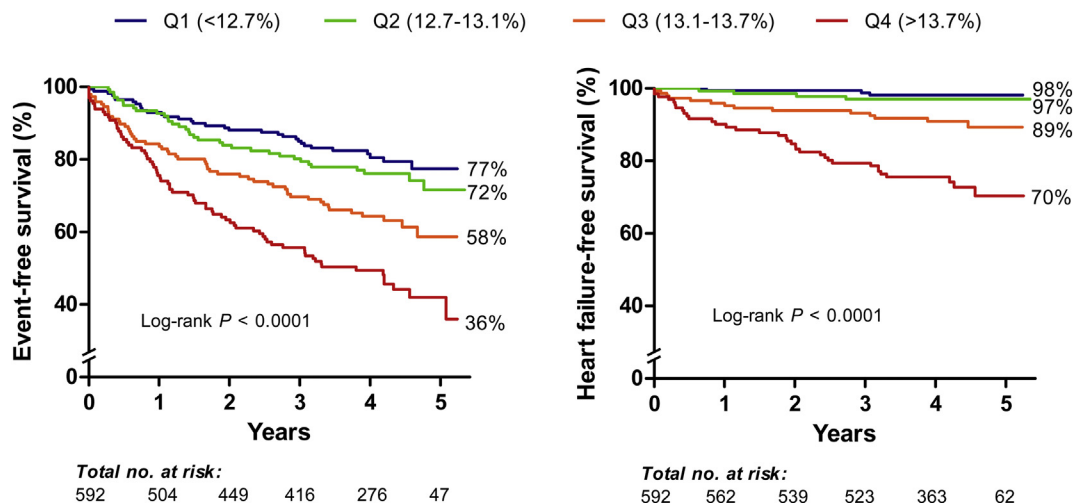 Q1 (<12.7%) Q2 (12.7-13.1%) Q3 (13.1-13.7%) Q4 (>13.7%)
Event-free survival (%)
100
80
60
40
0
77%
72%
58%
36%
Log-rank P < 0.0001
0 1 2 3 4 5
Years
Total no. at risk:
592 504 449 416 276 47
Heart failure-free survival (%)
100
80
60
40
0
98%
97%
89%
70%
Log-rank P < 0.0001
0 1 2 3 4 5
Years
Total no. at risk:
592 562 539 523 363 62